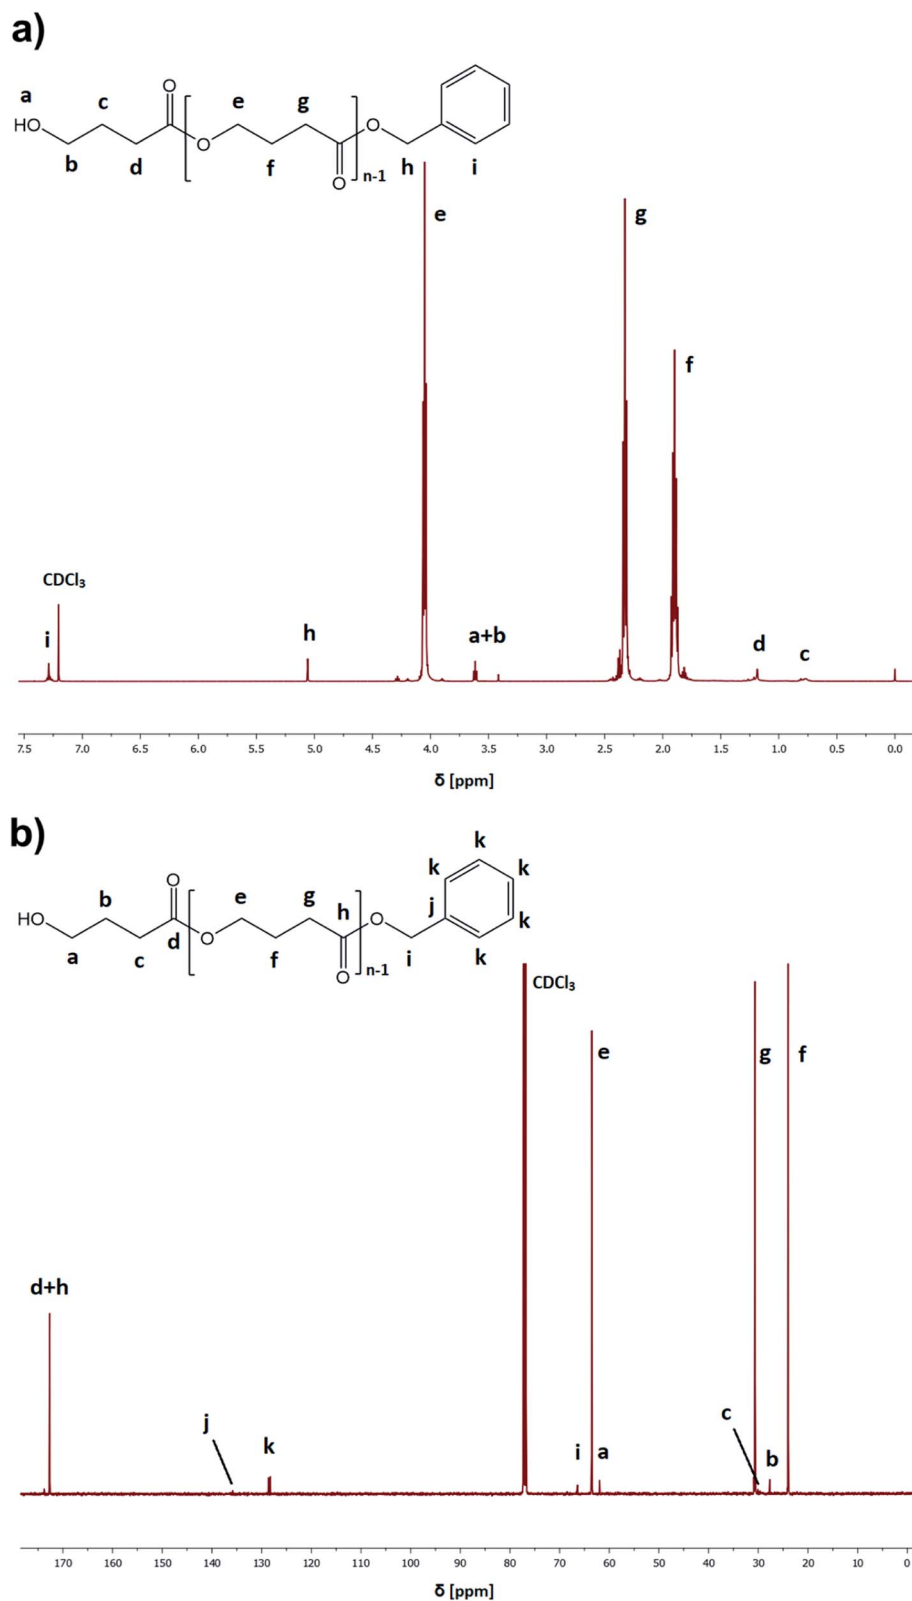 a)
O
a c e g
HO O O
b d f h i
O n-1
e
g
f
CDCl₃
i h a+b d c
7.5 7.0 6.5 6.0 5.5 5.0 4.5 4.0 3.5 3.0 2.5 2.0 1.5 1.0 0.5 0.0
δ [ppm]
b)
k
O k k
b e g j
HO d h O k
O k
a c f i
O n-1
CDCl₃
e g f
d+h
j k i a c b
170 160 150 140 130 120 110 100 90 80 70 60 50 40 30 20 10 0
δ [ppm]